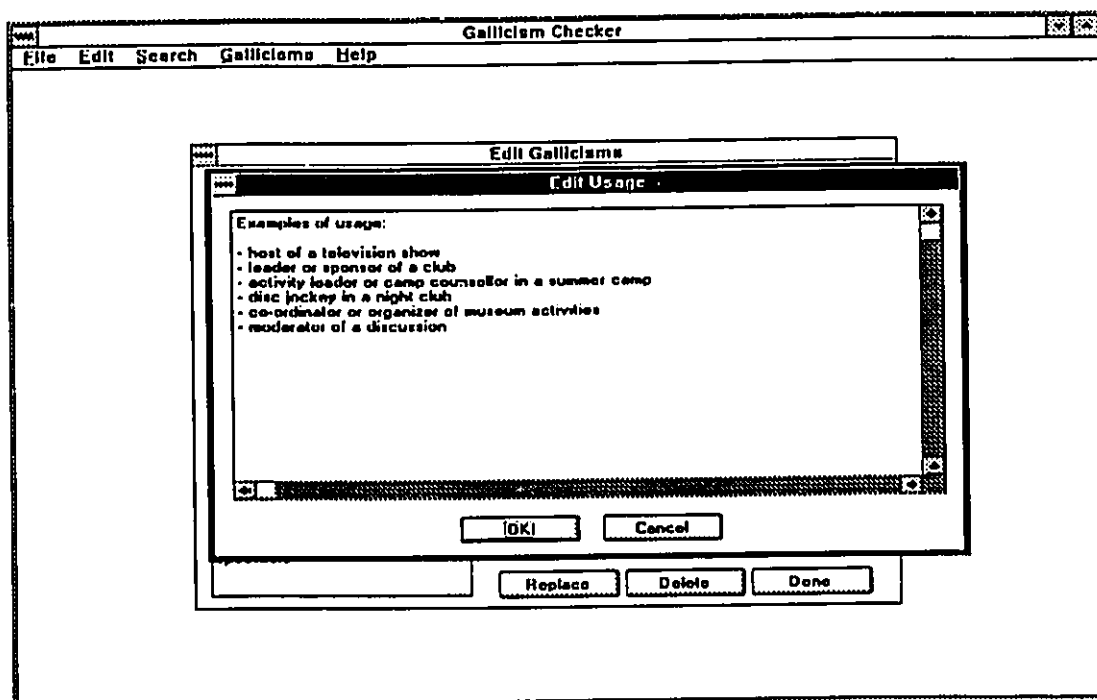 Gallicism Checker
File Edit Search Gallicisms Help
Edit Gallicisms
Edit Usage
Examples of usage:
- host of a television show
- leader or sponsor of a club
- activity leader or camp counsellor in a summer camp
- disc jockey in a night club
- co-ordinator or organizer of museum activities
- moderator of a discussion
OK Cancel
Replace Delete Done